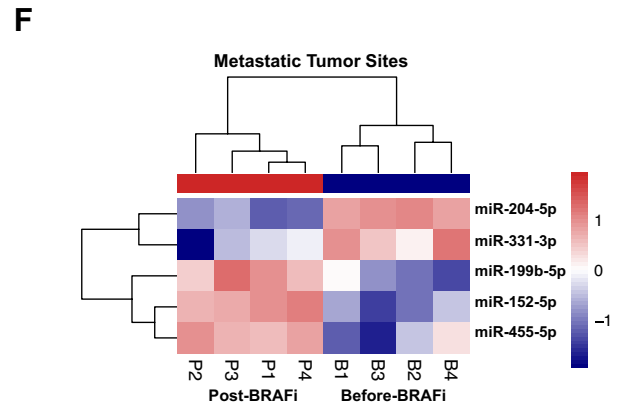 F
Metastatic Tumor Sites
miR-204-5p
miR-331-3p
miR-199b-5p
miR-152-5p
miR-455-5p
1
0
−1
P2 P3 P1 P4 B1 B3 B2 B4
Post-BRAFi Before-BRAFi